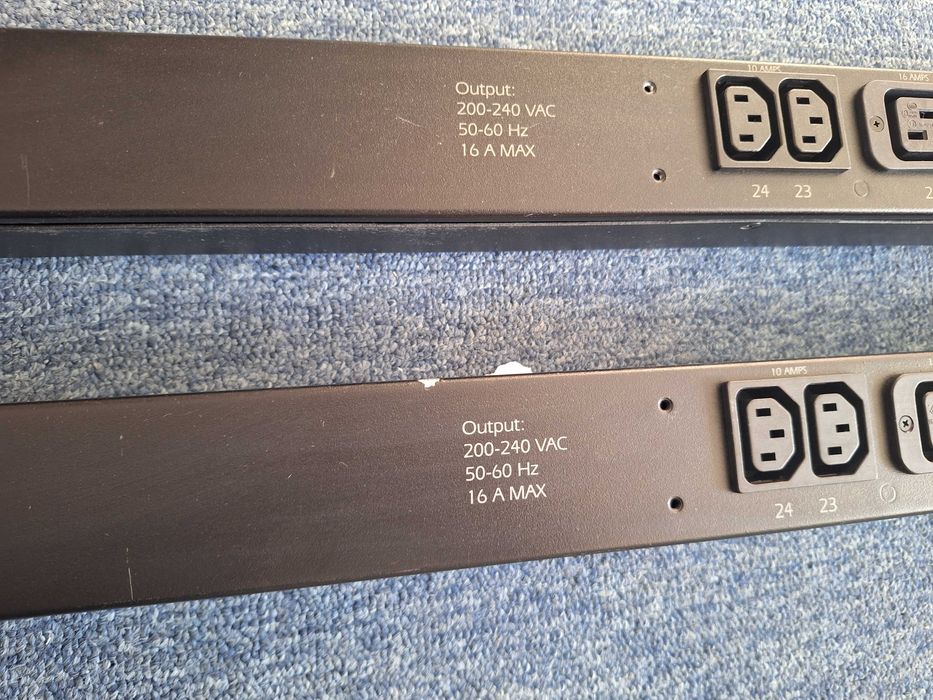 Output:
200-240 VAC
50-60 Hz
16 A MAX
10 AMPS
24 23
16 AMPS
Output:
200-240 VAC
50-60 Hz
16 A MAX
10 AMPS
24 23